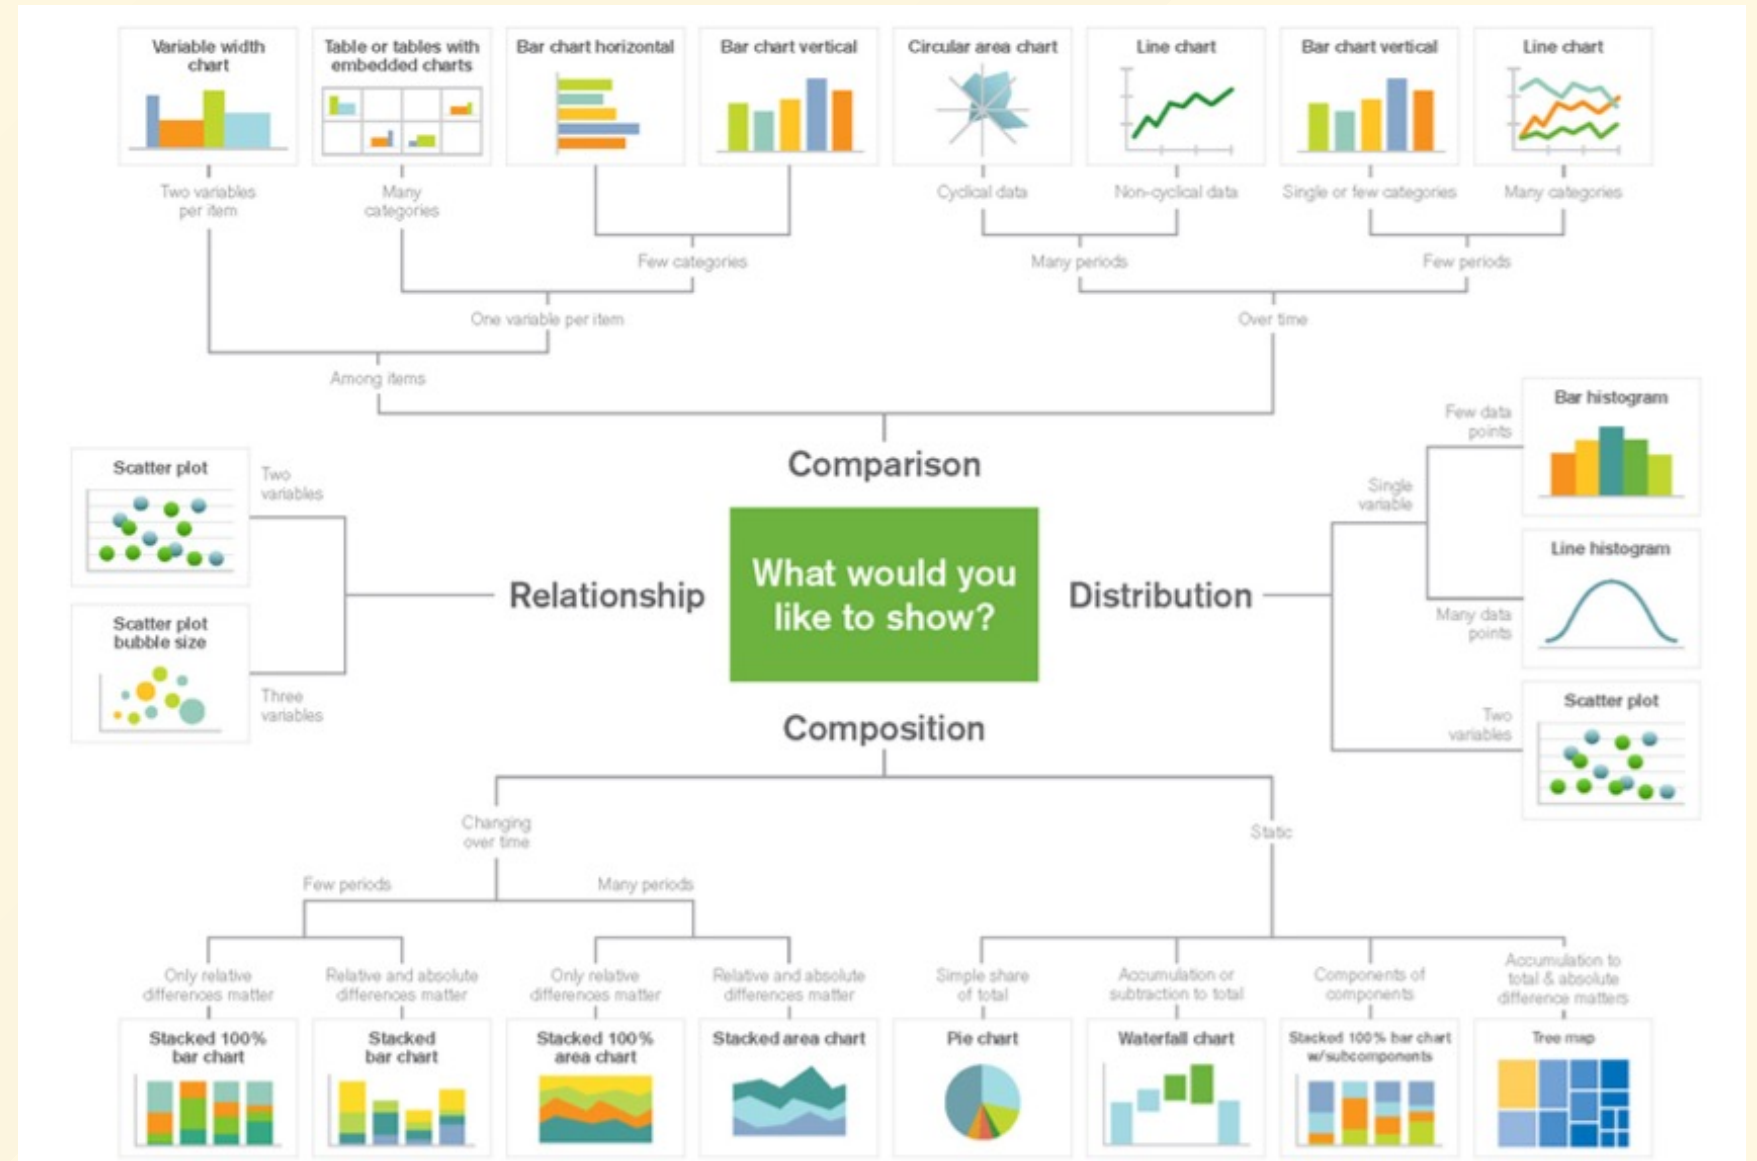 Variable width
chart
Table or tables with
embedded charts
Bar chart horizontal
Bar chart vertical
Circular area chart
Line chart
Bar chart vertical
Line chart
Two variables
per item
Many
categories
Cyclical data
Non-cyclical data
Single or few categories
Many categories
Few categories
Many periods
Few periods
One variable per item
Over time
Among items
Comparison
Scatter plot
Two
variables
Scatter plot
bubble size
Three
variables
Relationship
What would you
like to show?
Distribution
Single
variable
Few data
points
Bar histogram
Many data
points
Line histogram
Two
variables
Scatter plot
Composition
Changing
over time
Static
Few periods
Many periods
Only relative
differences matter
Relative and absolute
differences matter
Only relative
differences matter
Relative and absolute
differences matter
Simple share
of total
Accumulation or
subtraction to total
Components of
components
Accumulation to
total & absolute
difference matters
Stacked 100%
bar chart
Stacked
bar chart
Stacked 100%
area chart
Stacked area chart
Pie chart
Waterfall chart
Stacked 100% bar chart
w/subcomponents
Tree map